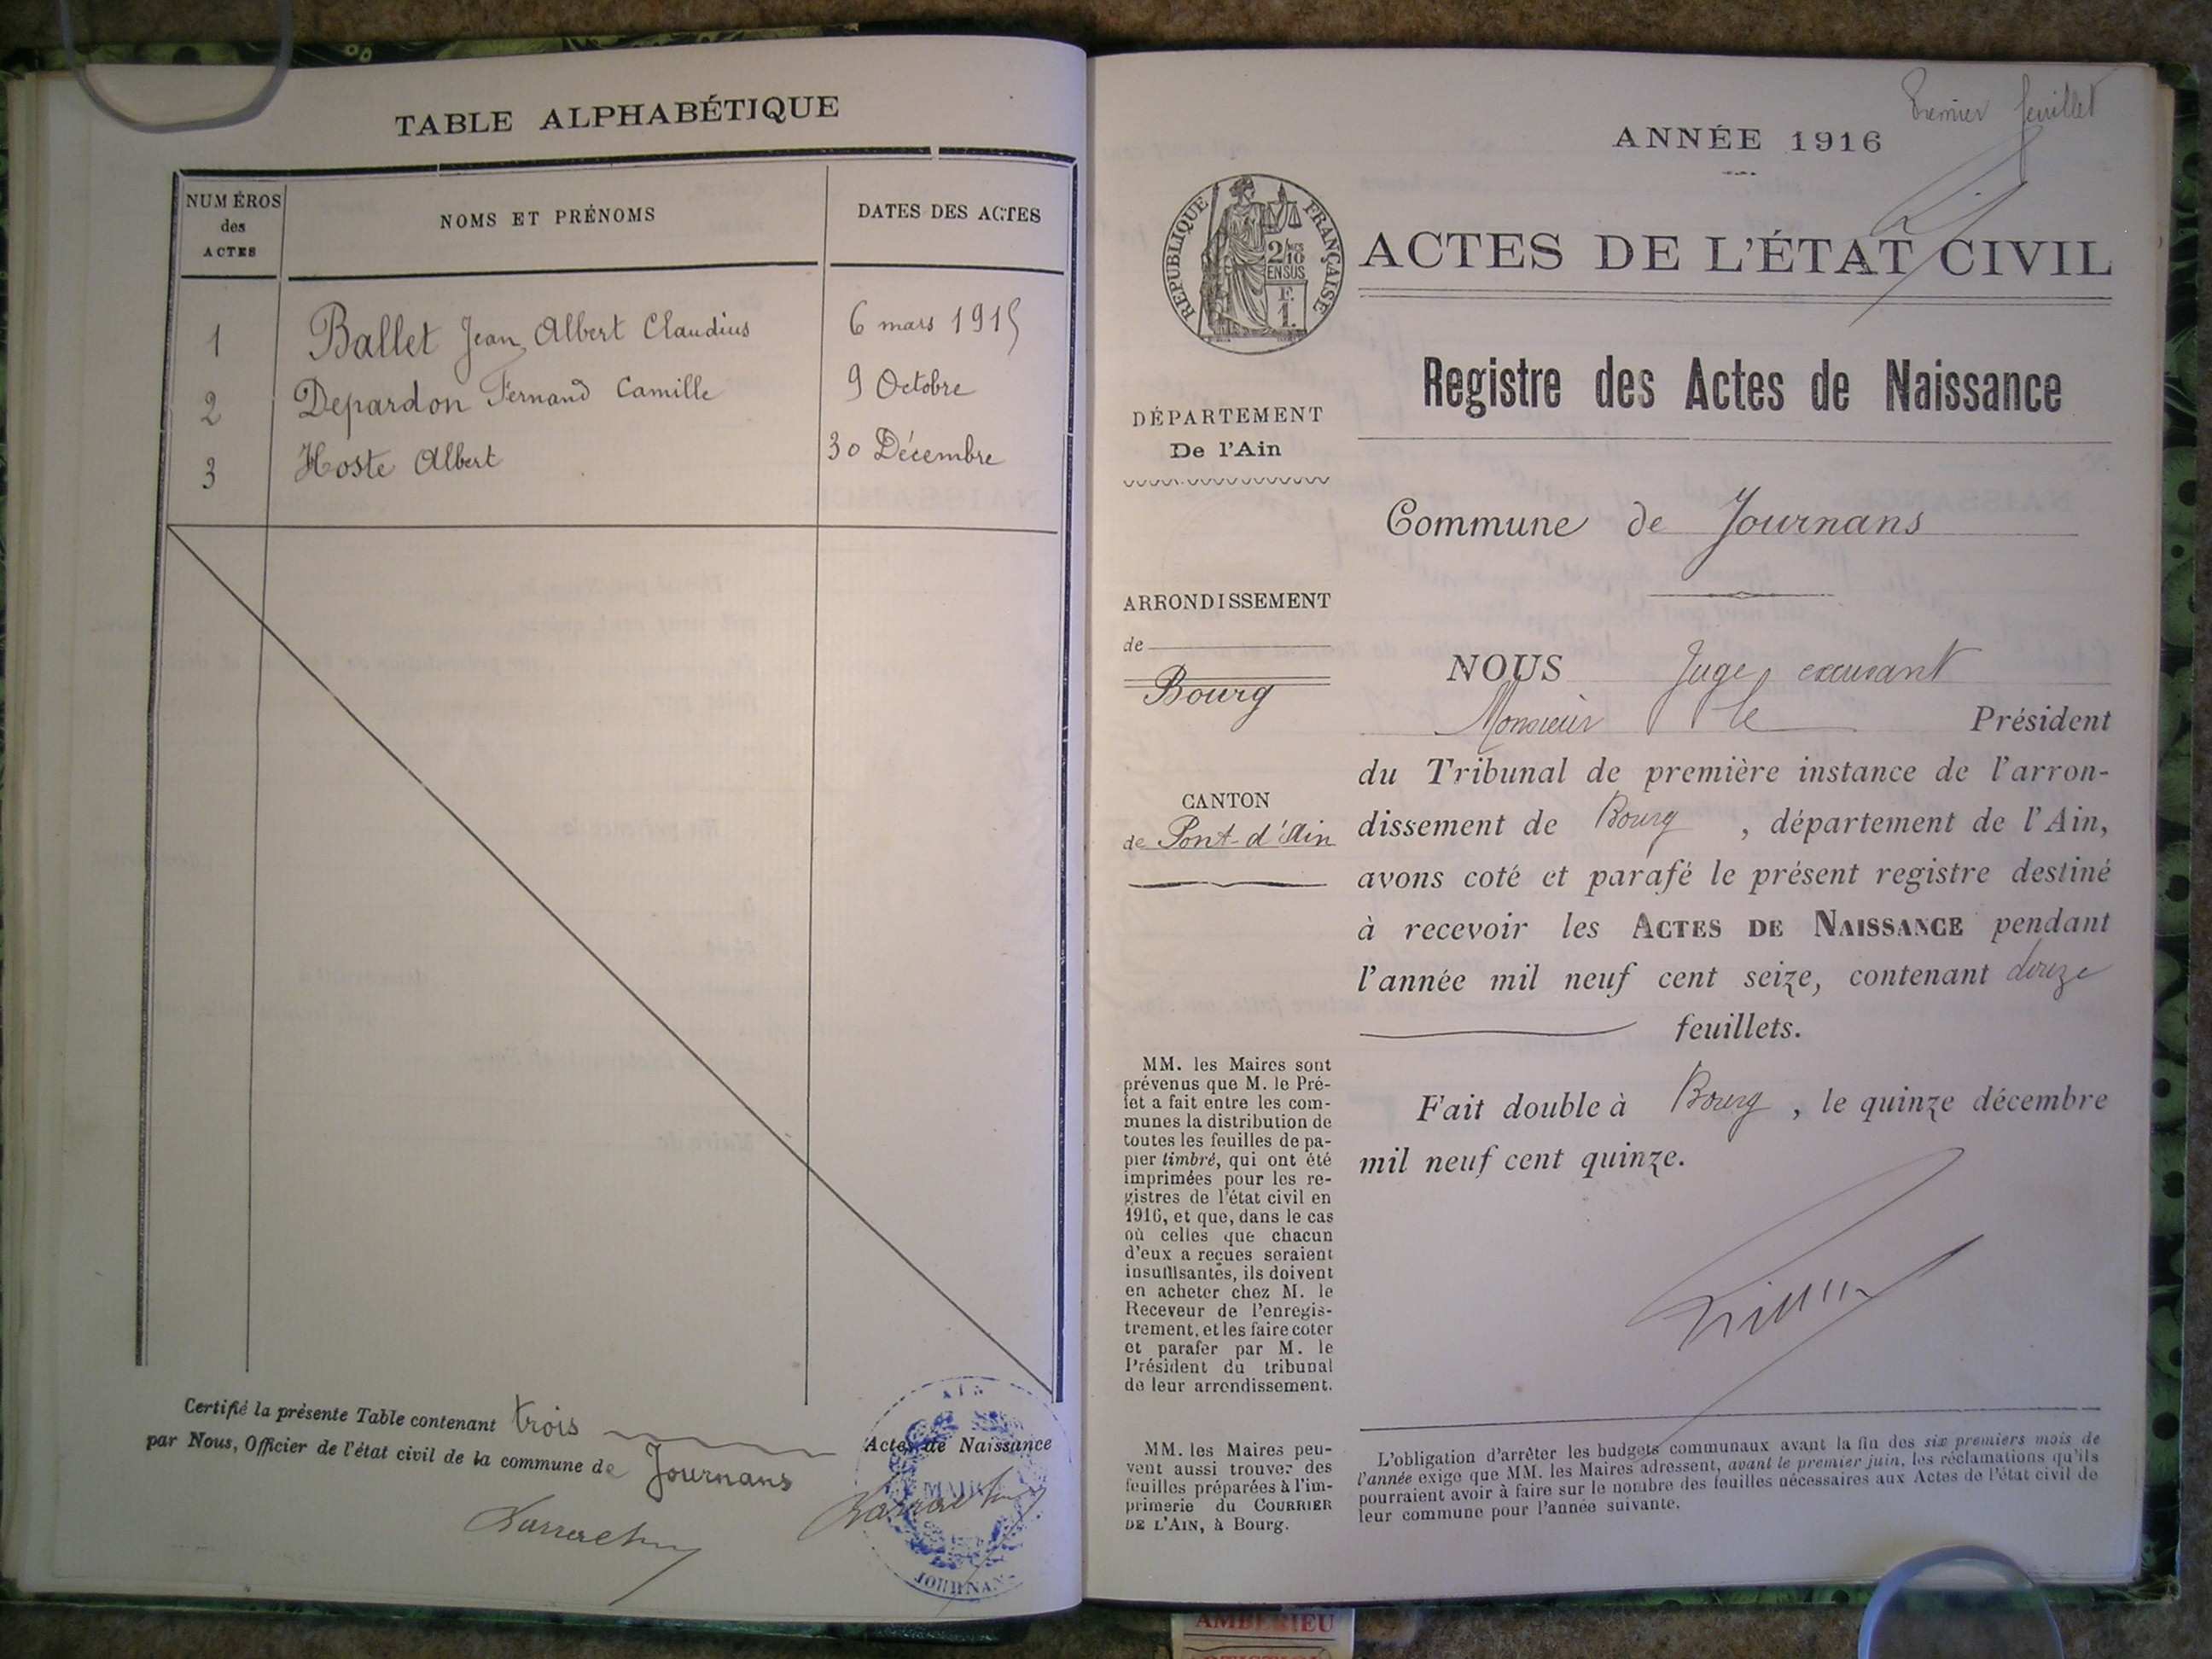 TABLE ALPHABÉTIQUE
NUMÉROS des ACTES
NOMS ET PRÉNOMS
DATES DES ACTES
1 Ballet Jean Albert Claudius 6 mars 1915
2 Depardon Fernand Camille 9 Octobre
3 Hoste Albert 30 Décembre
Certifié la présente Table contenant trois Actes de Naissance
par Nous, Officier de l'état civil de la commune de Journans
AIN
MAIRIE
JOURNANS
Premier feuillet
ANNÉE 1916
RÉPUBLIQUE FRANÇAISE
2/10
EN SUS
F.
1.
ACTES DE L'ÉTAT CIVIL
Registre des Actes de Naissance
DÉPARTEMENT
De l'Ain
Commune de Journans
ARRONDISSEMENT
de
Bourg
CANTON
de Pont-d'Ain
MM. les Maires sont
prévenus que M. le Pré-
fet a fait entre les com-
munes la distribution de
toutes les feuilles de pa-
pier timbré, qui ont été
imprimées pour les re-
gistres de l'état civil en
1916, et que, dans le cas
où celles que chacun
d'eux a reçues seraient
insuffisantes, ils doivent
en acheter chez M. le
Receveur de l'enregis-
trement, et les faire coter
et parafer par M. le
Président du tribunal
de leur arrondissement.
MM. les Maires peu-
vent aussi trouver des
feuilles préparées à l'im-
primerie du COURRIER
DE L'AIN, à Bourg.
NOUS Juge, excusant
Monsieur le Président
du Tribunal de première instance de l'arron-
dissement de Bourg, département de l'Ain,
avons coté et parafé le présent registre destiné
à recevoir les ACTES DE NAISSANCE pendant
l'année mil neuf cent seize, contenant douze
feuillets.
Fait double à Bourg, le quinze décembre
mil neuf cent quinze.
L'obligation d'arrêter les budgets communaux avant la fin des six premiers mois de
l'année exige que MM. les Maires adressent, avant le premier juin, les réclamations qu'ils
pourraient avoir à faire sur le nombre des feuilles nécessaires aux Actes de l'état civil de
leur commune pour l'année suivante.
AMBERIEU